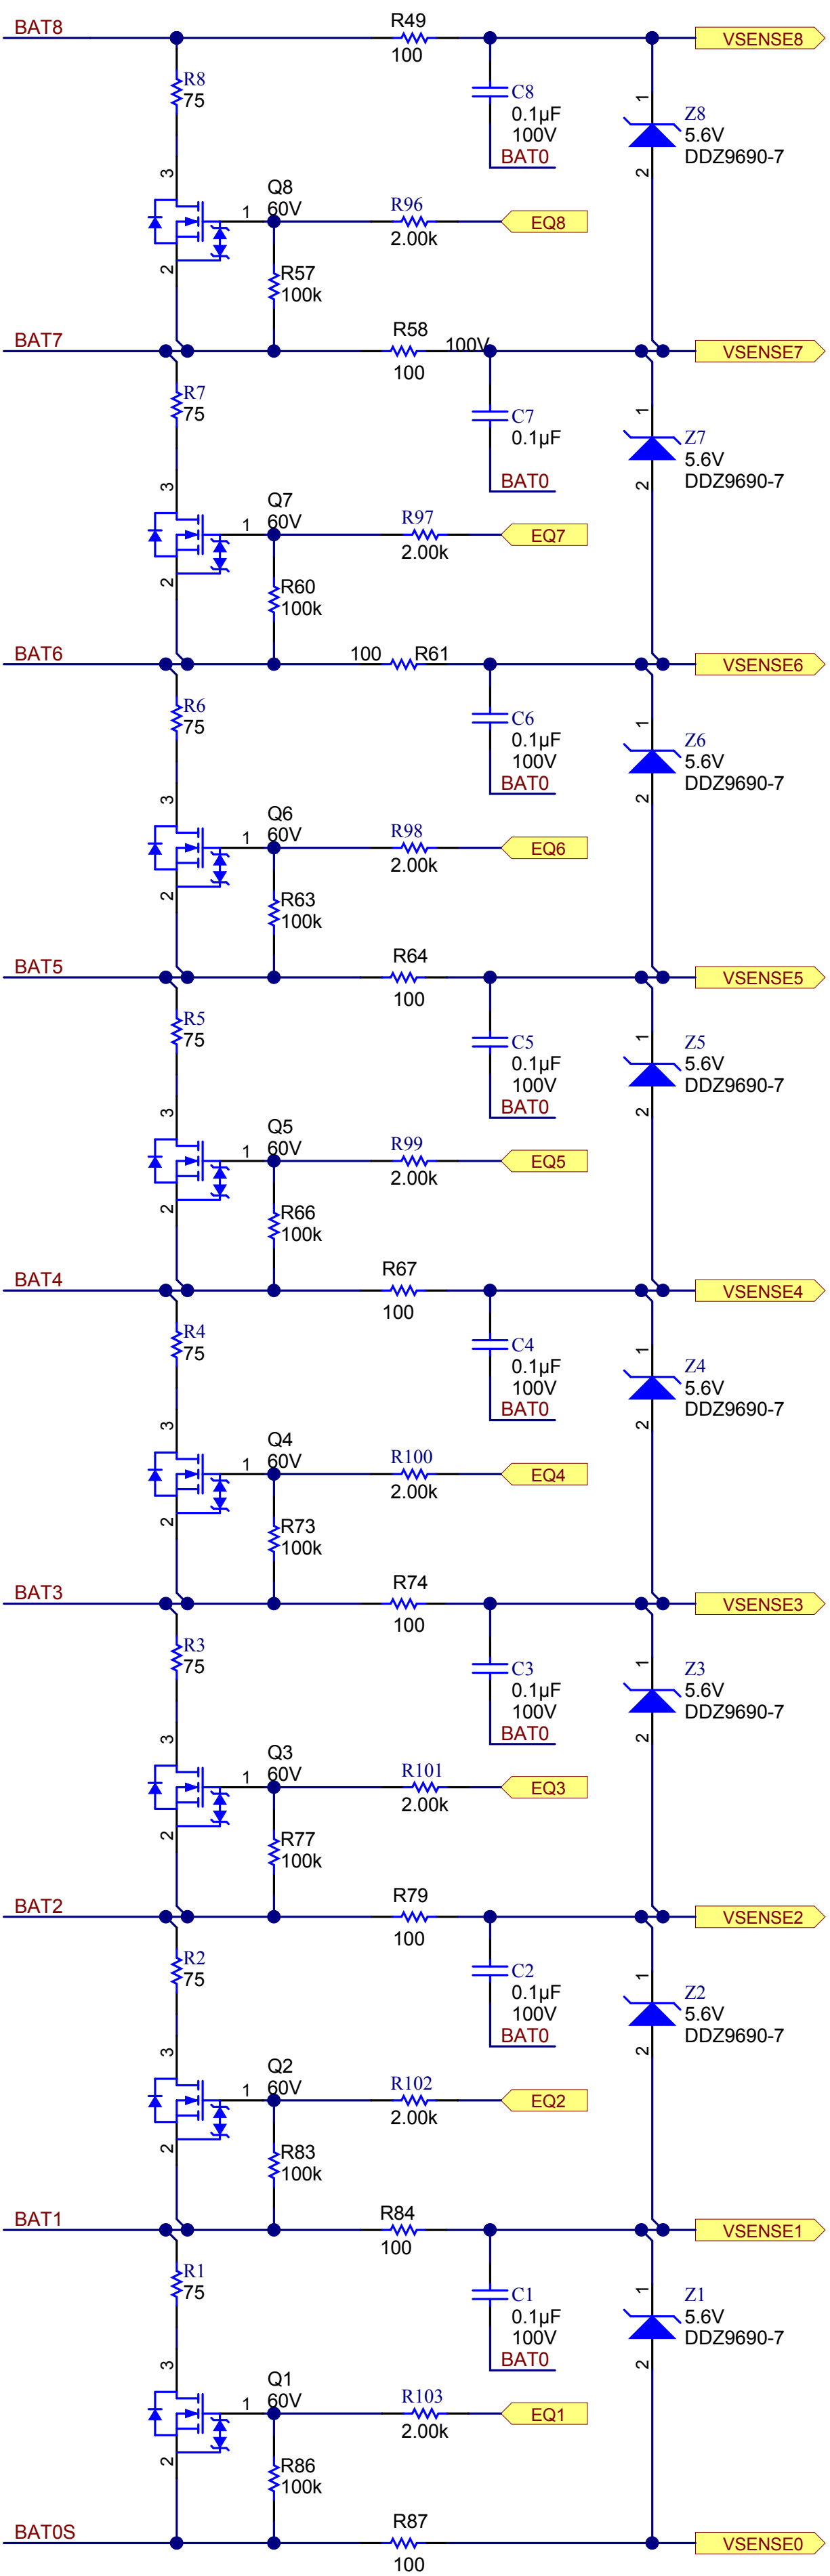 BAT8
R49
100
VSENSE8
R8
75
C8
0.1µF
100V
BAT0
1
Z8
5.6V
DDZ9690-7
2
3
Q8
60V
1
R96
2.00k
EQ8
2
R57
100k
BAT7
R58
100V
100
VSENSE7
R7
75
C7
0.1µF
BAT0
1
Z7
5.6V
DDZ9690-7
2
3
Q7
60V
1
R97
2.00k
EQ7
2
R60
100k
BAT6
100
R61
VSENSE6
R6
75
C6
0.1µF
100V
BAT0
1
Z6
5.6V
DDZ9690-7
2
3
Q6
60V
1
R98
2.00k
EQ6
2
R63
100k
BAT5
R64
100
VSENSE5
R5
75
C5
0.1µF
100V
BAT0
1
Z5
5.6V
DDZ9690-7
2
3
Q5
60V
1
R99
2.00k
EQ5
2
R66
100k
BAT4
R67
100
VSENSE4
R4
75
C4
0.1µF
100V
BAT0
1
Z4
5.6V
DDZ9690-7
2
3
Q4
60V
1
R100
2.00k
EQ4
2
R73
100k
BAT3
R74
100
VSENSE3
R3
75
C3
0.1µF
100V
BAT0
1
Z3
5.6V
DDZ9690-7
2
3
Q3
60V
1
R101
2.00k
EQ3
2
R77
100k
BAT2
R79
100
VSENSE2
R2
75
C2
0.1µF
100V
BAT0
1
Z2
5.6V
DDZ9690-7
2
3
Q2
60V
1
R102
2.00k
EQ2
2
R83
100k
BAT1
R84
100
VSENSE1
R1
75
C1
0.1µF
100V
BAT0
1
Z1
5.6V
DDZ9690-7
2
3
Q1
60V
1
R103
2.00k
EQ1
2
R86
100k
BAT0S
R87
100
VSENSE0